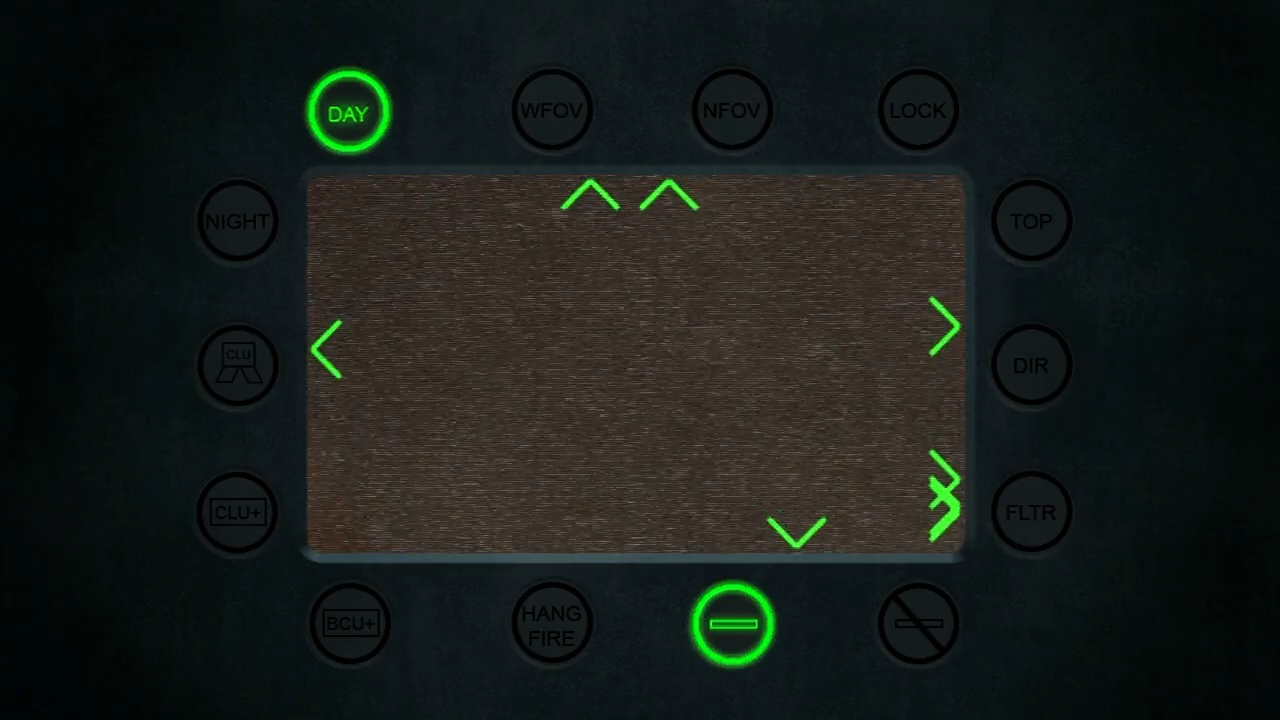 DAY
WFOV
NFOV
LOCK
NIGHT
TOP
CLU
DIR
CLU+
FLTR
BCU+
HANG
FIRE